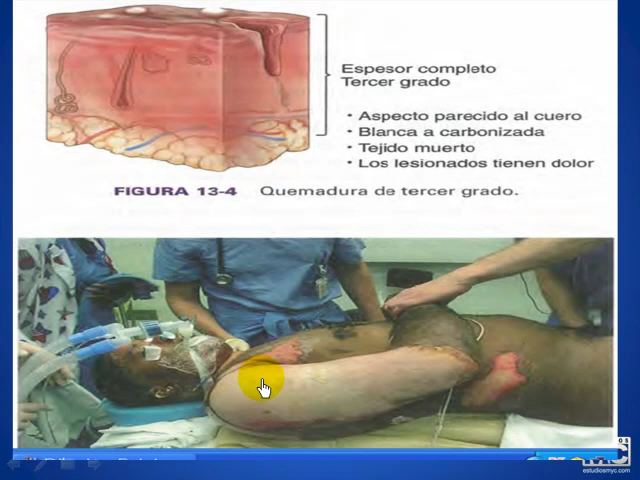 Espesor completo
Tercer grado
• Aspecto parecido al cuero
• Blanca a carbonizada
• Tejido muerto
• Los lesionados tienen dolor
FIGURA 13-4 Quemadura de tercer grado.
estudiosmyc.com